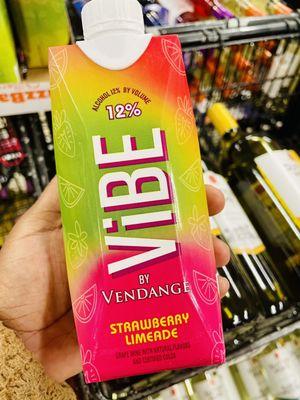 ALCOHOL 12% BY VOLUME
12%
ViBE
BY
VENDANGE
STRAWBERRY
LIMEADE
GRAPE WINE WITH NATURAL FLAVORS
AND CERTIFIED COLOR